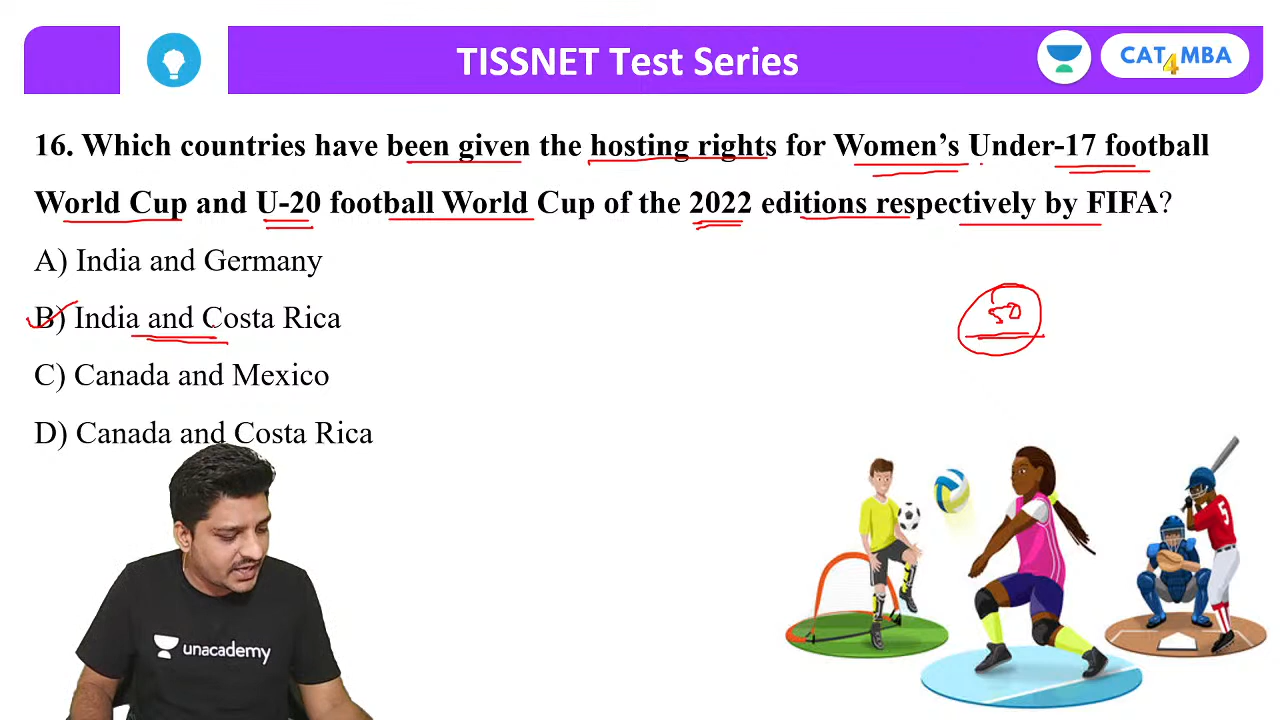 TISSNET Test Series
CAT4MBA
16. Which countries have been given the hosting rights for Women's Under-17 football
World Cup and U-20 football World Cup of the 2022 editions respectively by FIFA?
A) India and Germany
B) India and Costa Rica
50
C) Canada and Mexico
D) Canada and Costa Rica
5
unacademy